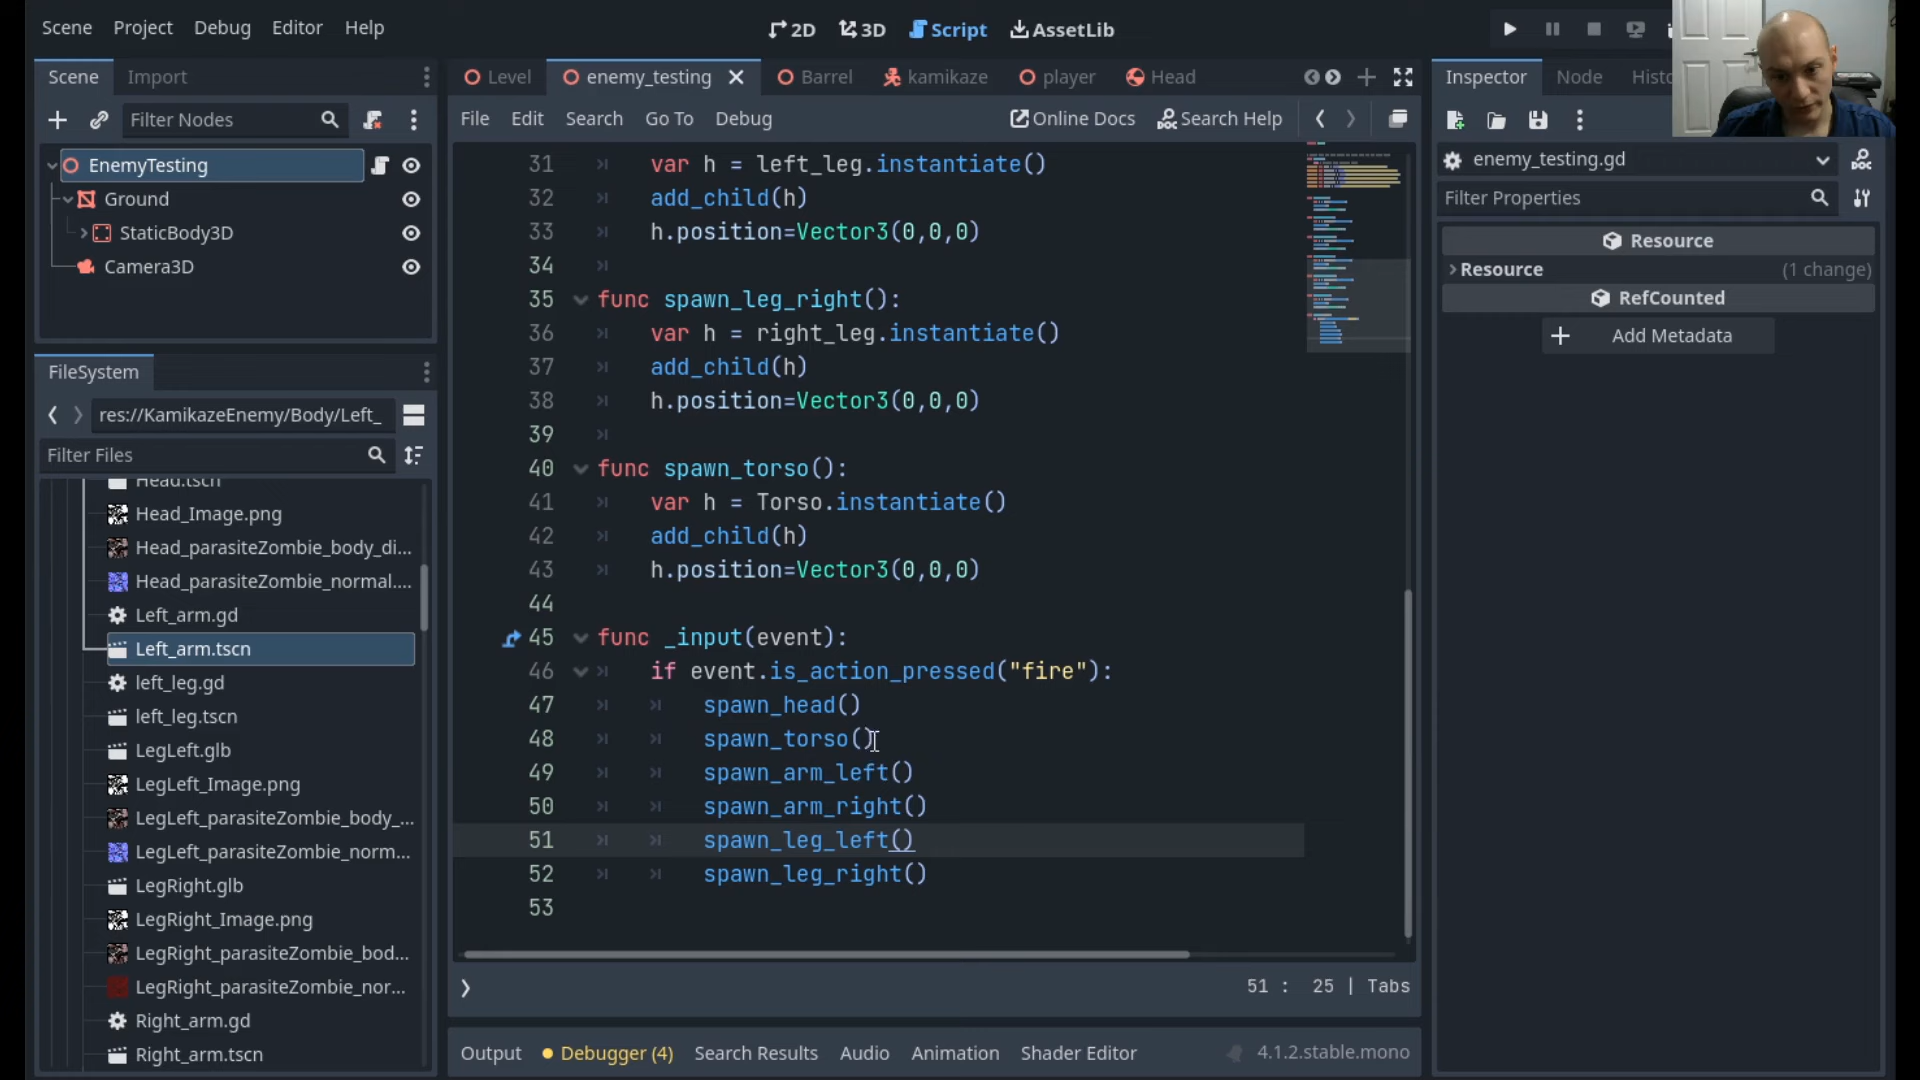 Scene Project Debug Editor Help
2D 3D Script AssetLib
Scene Import
Filter Nodes
EnemyTesting
Ground
StaticBody3D
Camera3D
FileSystem
res://KamikazeEnemy/Body/Left_
Filter Files
Head.tscn
Head_Image.png
Head_parasiteZombie_body_di...
Head_parasiteZombie_normal....
Left_arm.gd
Left_arm.tscn
left_leg.gd
left_leg.tscn
LegLeft.glb
LegLeft_Image.png
LegLeft_parasiteZombie_body_...
LegLeft_parasiteZombie_norm...
LegRight.glb
LegRight_Image.png
LegRight_parasiteZombie_bod...
LegRight_parasiteZombie_nor...
Right_arm.gd
Right_arm.tscn
Level enemy_testing Barrel kamikaze player Head
File Edit Search Go To Debug Online Docs Search Help
31 var h = left_leg.instantiate()
32 add_child(h)
33 h.position=Vector3(0,0,0)
34
35 func spawn_leg_right():
36 var h = right_leg.instantiate()
37 add_child(h)
38 h.position=Vector3(0,0,0)
39
40 func spawn_torso():
41 var h = Torso.instantiate()
42 add_child(h)
43 h.position=Vector3(0,0,0)
44
45 func _input(event):
46 if event.is_action_pressed("fire"):
47 spawn_head()
48 spawn_torso()
49 spawn_arm_left()
50 spawn_arm_right()
51 spawn_leg_left()
52 spawn_leg_right()
53
51 : 25 | Tabs
Output Debugger (4) Search Results Audio Animation Shader Editor 4.1.2.stable.mono
Inspector Node Histo
enemy_testing.gd
Filter Properties
Resource
Resource (1 change)
RefCounted
Add Metadata